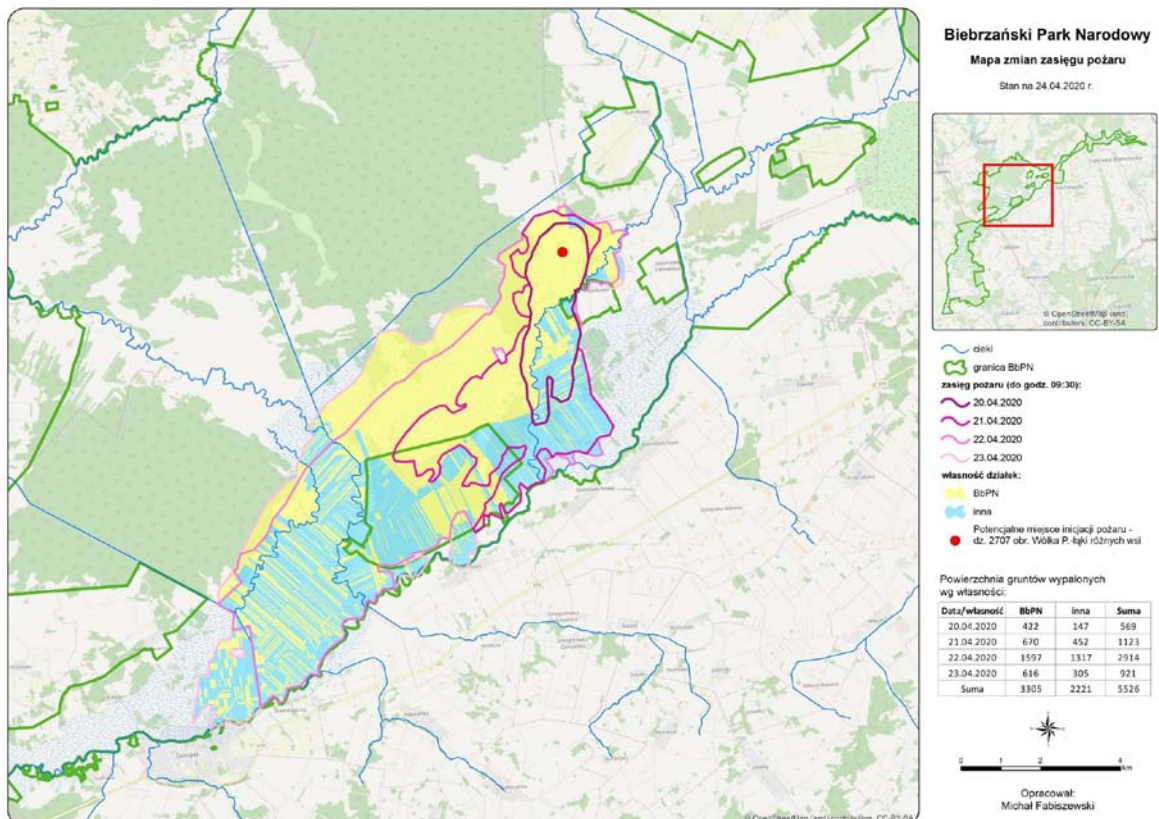 Biebrzański Park Narodowy
Mapa zmian zasięgu pożaru
Stan na 24.04.2020 r.
© OpenStreetMap (and)
contributors, CC-BY-SA
cieki
granica BbPN
zasięg pożaru (do godz. 09:30):
20.04.2020
21.04.2020
22.04.2020
23.04.2020
własność działek:
BbPN
inna
Potencjalne miejsce inicjacji pożaru -
dz. 2707 obr. Wólka P.-łąki różnych wsi
Powierzchnia gruntów wypalonych
wg własności:
Data/własność BbPN inna Suma
20.04.2020 422 147 569
21.04.2020 670 452 1123
22.04.2020 1597 1317 2914
23.04.2020 616 305 921
Suma 3305 2221 5526
0 1 2 4
km
Opracował:
Michał Fabiszewski
© OpenStreetMap (and) contributors, CC-BY-SA